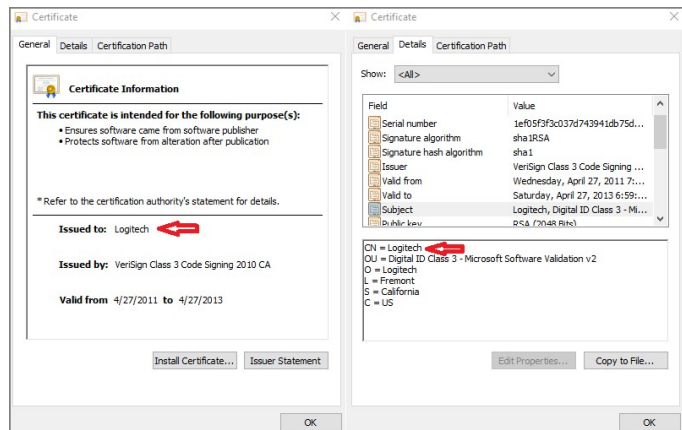 Certificate
General Details Certification Path
Certificate Information
This certificate is intended for the following purpose(s):
• Ensures software came from software publisher
• Protects software from alteration after publication
* Refer to the certification authority's statement for details.
Issued to: Logitech
Issued by: VeriSign Class 3 Code Signing 2010 CA
Valid from 4/27/2011 to 4/27/2013
Install Certificate... Issuer Statement
OK
Certificate
General Details Certification Path
Show: <All>
Field Value
Serial number 1ef05f3f3c037d743941db75d...
Signature algorithm sha1RSA
Signature hash algorithm sha1
Issuer VeriSign Class 3 Code Signing ...
Valid from Wednesday, April 27, 2011 7:...
Valid to Saturday, April 27, 2013 6:59:...
Subject Logitech, Digital ID Class 3 - Mi...
Public key RSA (2048 Bits)
CN = Logitech
OU = Digital ID Class 3 - Microsoft Software Validation v2
O = Logitech
L = Fremont
S = California
C = US
Edit Properties... Copy to File...
OK